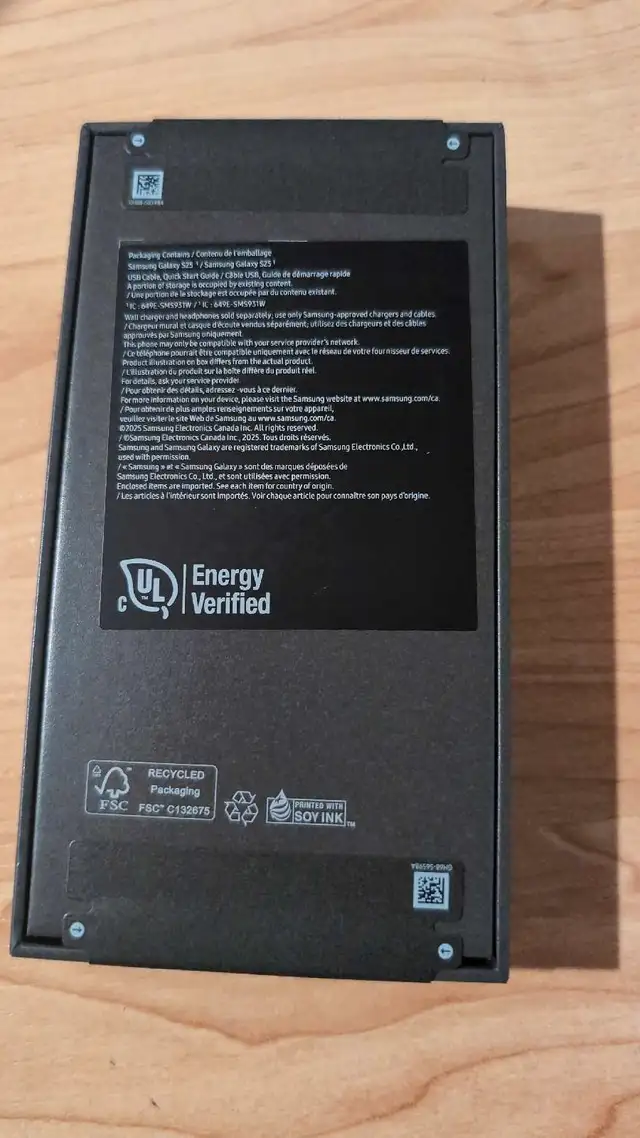 GH68-56598A
Packaging Contains / Contenu de l'emballage
Samsung Galaxy S25 ¹ / Samsung Galaxy S25 ¹
USB Cable, Quick Start Guide / Câble USB, Guide de démarrage rapide
A portion of storage is occupied by existing content.
/ Une portion de le stockage est occupée par du contenu existant.
¹ IC : 649E-SMS931W / ¹ IC : 649E-SMS931W
Wall charger and headphones sold separately; use only Samsung-approved chargers and cables.
/ Chargeur mural et casque d'écoute vendus séparément; utilisez des chargeurs et des câbles
approuvés par Samsung uniquement.
This phone may only be compatible with your service provider's network.
/ Ce téléphone pourrait être compatible uniquement avec le réseau de votre fournisseur de services.
Product illustration on box differs from the actual product.
/ L'illustration du produit sur la boîte diffère du produit réel.
For details, ask your service provider.
/ Pour obtenir des détails, adressez -vous à ce dernier.
For more information on your device, please visit the Samsung website at www.samsung.com/ca.
/ Pour obtenir de plus amples renseignements sur votre appareil,
veuillez visiter le site Web de Samsung au www.samsung.com/ca.
©2025 Samsung Electronics Canada Inc. All rights reserved.
/ ©Samsung Electronics Canada Inc., 2025. Tous droits réservés.
Samsung and Samsung Galaxy are registered trademarks of Samsung Electronics Co.,Ltd.,
used with permission.
/ « Samsung » et « Samsung Galaxy » sont des marques déposées de
Samsung Electronics Co., Ltd., et sont utilisées avec permission.
Enclosed items are imported. See each item for country of origin.
/ Les articles à l'intérieur sont importés. Voir chaque article pour connaître son pays d'origine.
C UL ™ Energy
Verified
RECYCLED
Packaging
FSC™ C132675
FSC
PRINTED WITH
SOY INK™
GH68-56598A